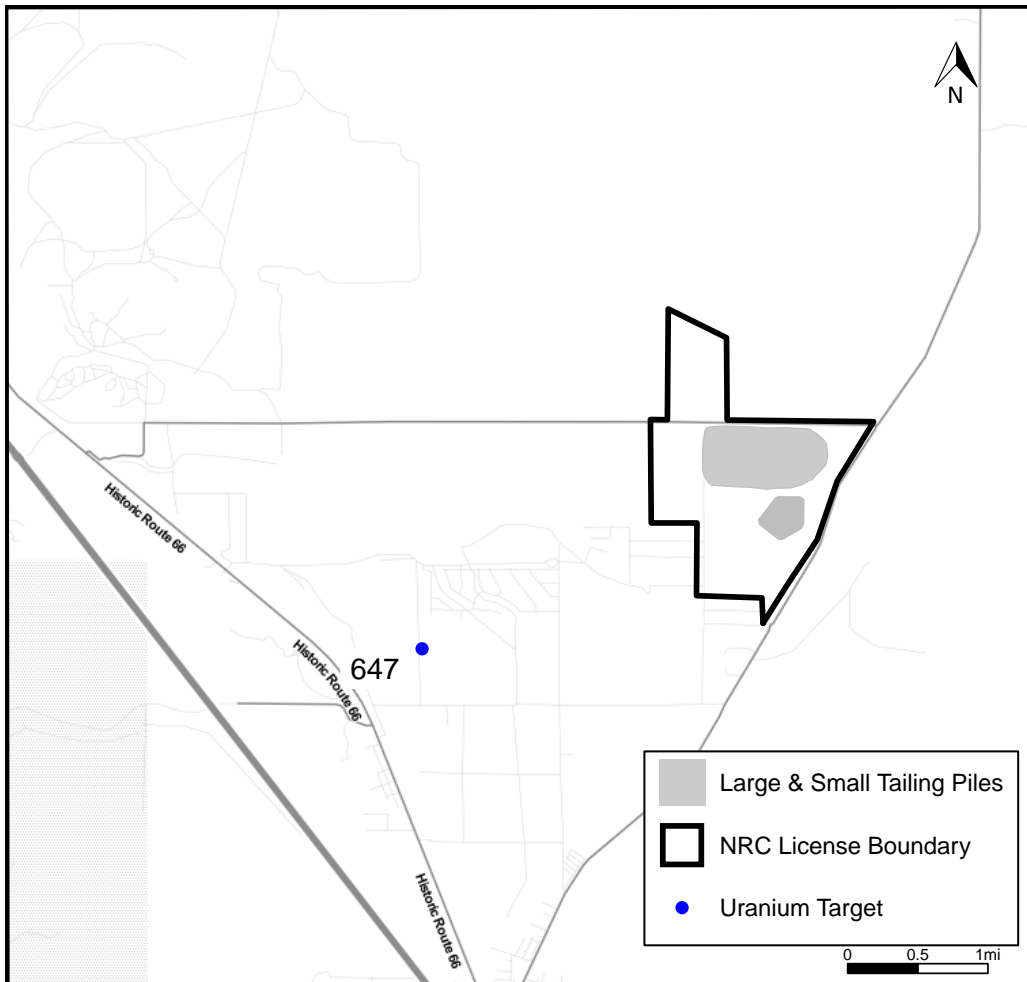 N
Historic Route 66
Historic Route 66
647
Historic Route 66
Large & Small Tailing Piles
NRC License Boundary
Uranium Target
0 0.5 1mi